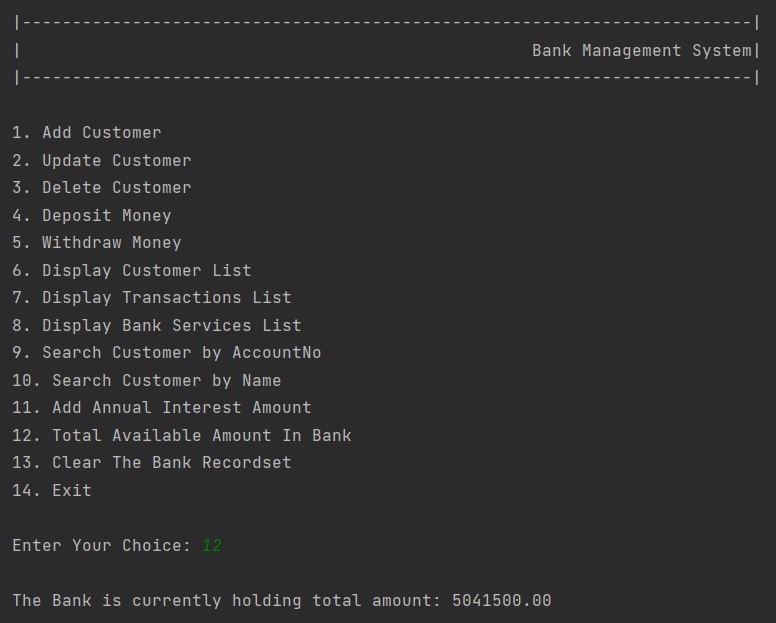 |-------------------------------------------------------------------------|
|                                                   Bank Management System|
|-------------------------------------------------------------------------|
1. Add Customer
2. Update Customer
3. Delete Customer
4. Deposit Money
5. Withdraw Money
6. Display Customer List
7. Display Transactions List
8. Display Bank Services List
9. Search Customer by AccountNo
10. Search Customer by Name
11. Add Annual Interest Amount
12. Total Available Amount In Bank
13. Clear The Bank Recordset
14. Exit
Enter Your Choice: 12
The Bank is currently holding total amount: 5041500.00